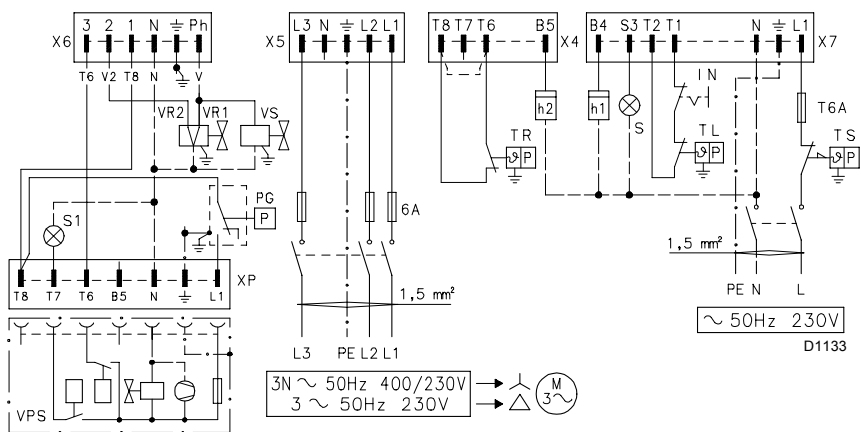 3 2 1 N Ph
X6
T6 V2 T8 N V
VR2 VR1 VS
PG
P
S1
XP
T8 T7 T6 B5 N L1
VPS
X5
L3 N L2 L1
6A
1,5 mm²
L3 PE L2 L1
3N ~ 50Hz 400/230V
3 ~ 50Hz 230V
M
3~
T8 T7 T6 B5
X4
h2
TR
ϑ P
B4 S3 T2 T1 N L1
X7
h1
S
IN
TL
ϑ P
T6A
TS
ϑ P
1,5 mm²
PE N L
~ 50Hz 230V
D1133